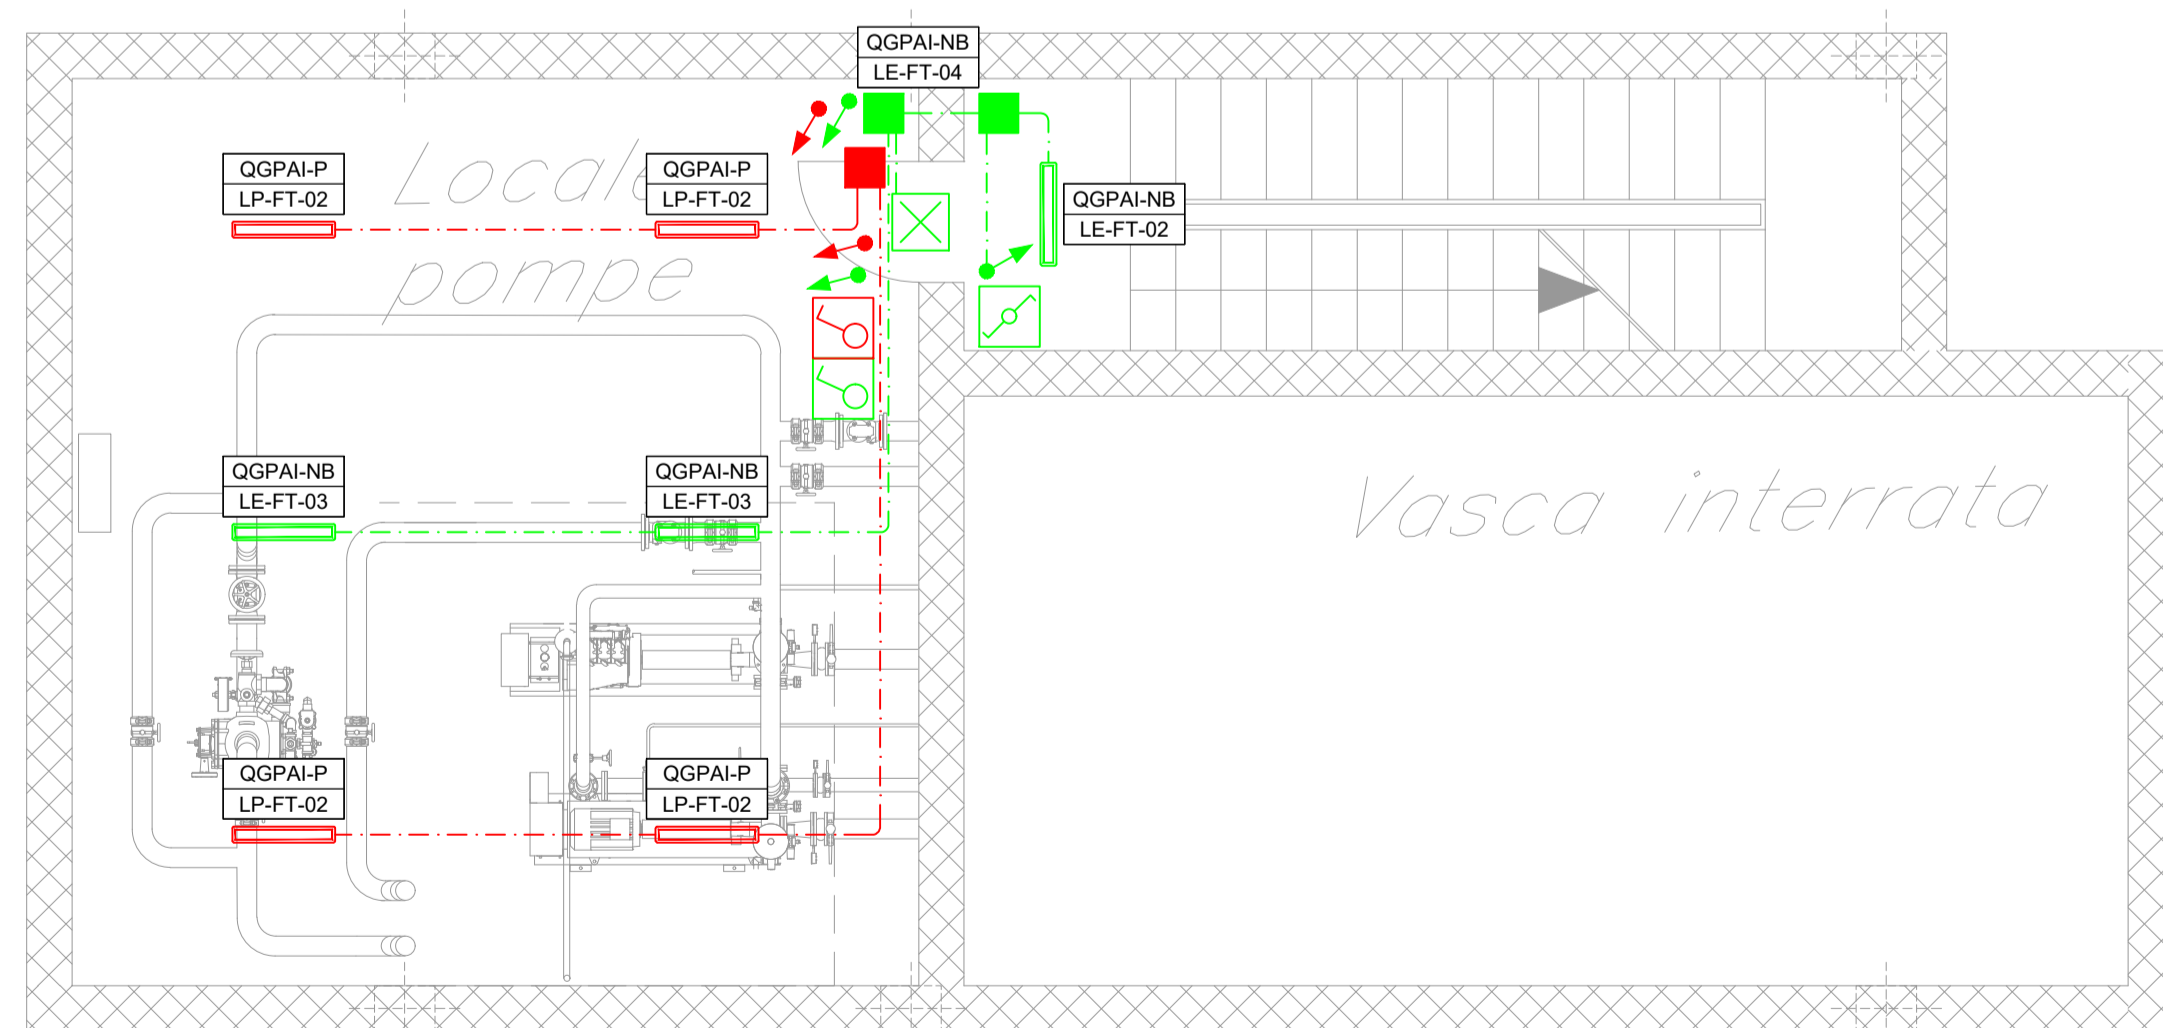 QGPAI-NB
LE-FT-04
QGPAI-P
LP-FT-02
Locale
QGPAI-P
LP-FT-02
QGPAI-NB
LE-FT-02
pompe
QGPAI-NB
LE-FT-03
QGPAI-NB
LE-FT-03
Vasca interrata
QGPAI-P
LP-FT-02
QGPAI-P
LP-FT-02